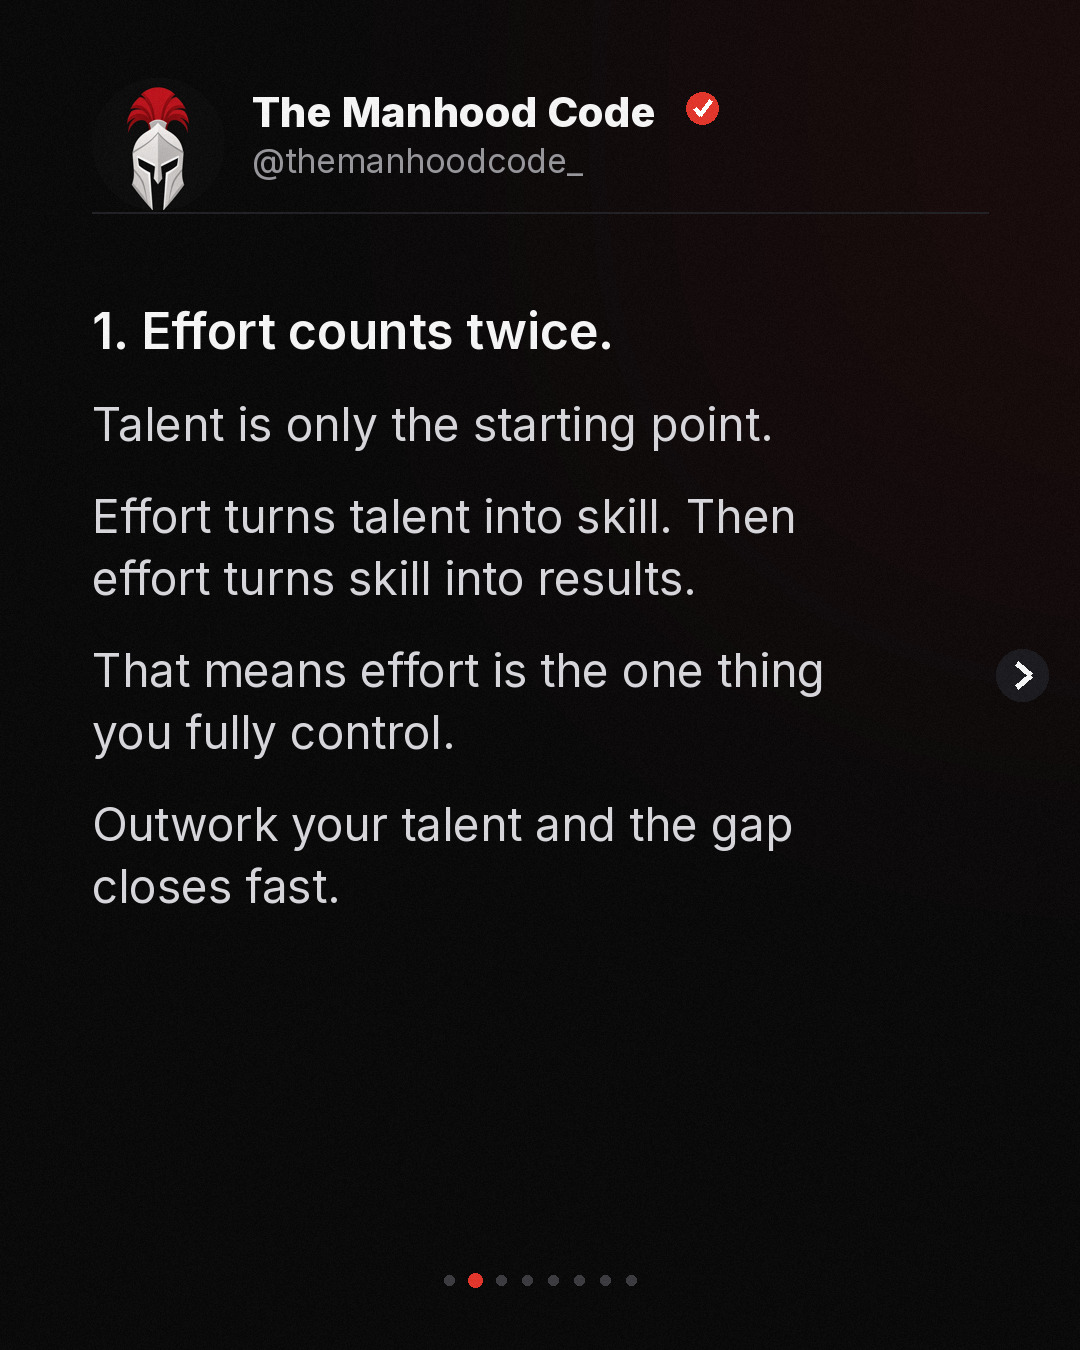 The Manhood Code
@themanhoodcode_
1. Effort counts twice.
Talent is only the starting point.
Effort turns talent into skill. Then
effort turns skill into results.
That means effort is the one thing
you fully control.
Outwork your talent and the gap
closes fast.